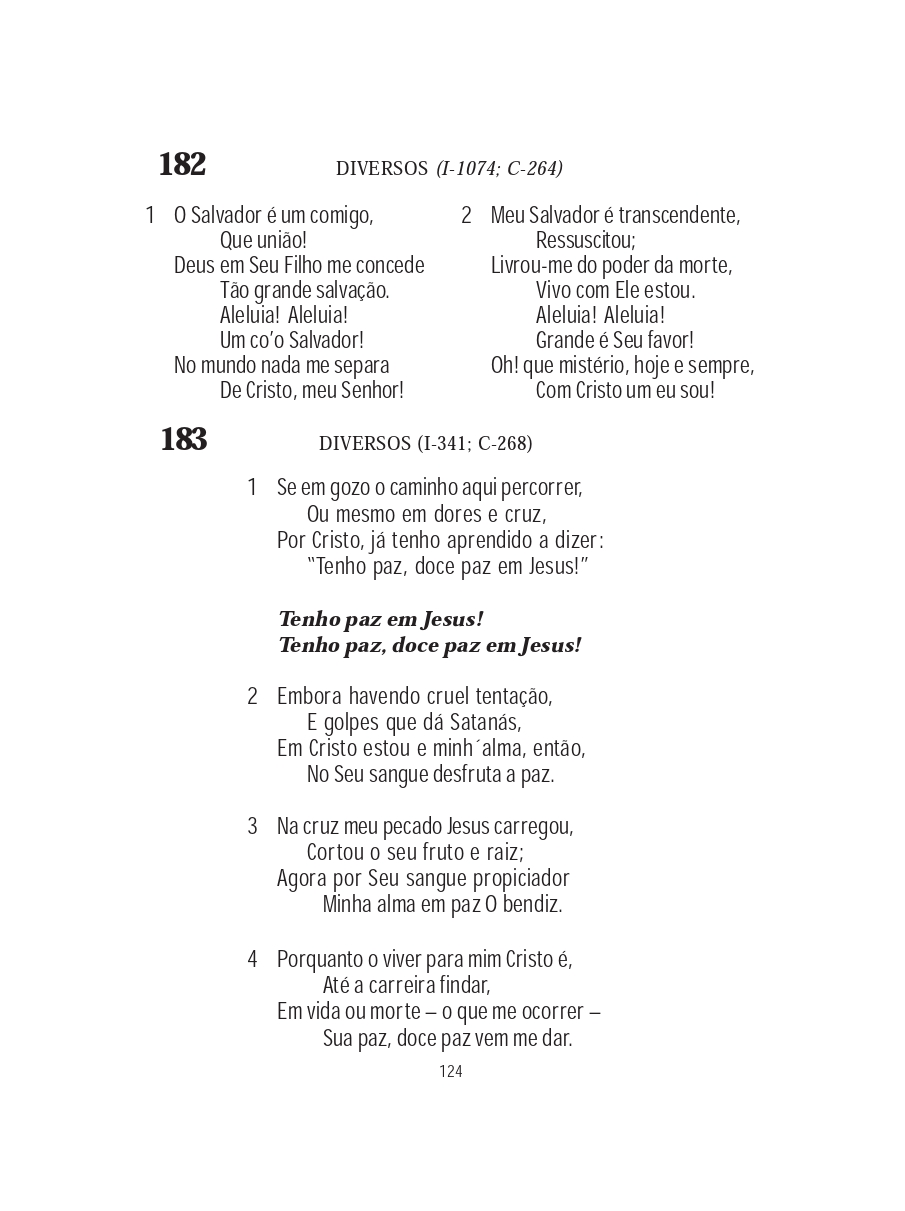 182 DIVERSOS (I-1074; C-264)
1 O Salvador é um comigo,
Que união!
Deus em Seu Filho me concede
Tão grande salvação.
Aleluia! Aleluia!
Um co’o Salvador!
No mundo nada me separa
De Cristo, meu Senhor!
2 Meu Salvador é transcendente,
Ressuscitou;
Livrou-me do poder da morte,
Vivo com Ele estou.
Aleluia! Aleluia!
Grande é Seu favor!
Oh! que mistério, hoje e sempre,
Com Cristo um eu sou!
183 DIVERSOS (I-341; C-268)
1 Se em gozo o caminho aqui percorrer,
Ou mesmo em dores e cruz,
Por Cristo, já tenho aprendido a dizer:
“Tenho paz, doce paz em Jesus!”
Tenho paz em Jesus!
Tenho paz, doce paz em Jesus!
2 Embora havendo cruel tentação,
E golpes que dá Satanás,
Em Cristo estou e minh´alma, então,
No Seu sangue desfruta a paz.
3 Na cruz meu pecado Jesus carregou,
Cortou o seu fruto e raiz;
Agora por Seu sangue propiciador
Minha alma em paz O bendiz.
4 Porquanto o viver para mim Cristo é,
Até a carreira findar,
Em vida ou morte – o que me ocorrer –
Sua paz, doce paz vem me dar.
124